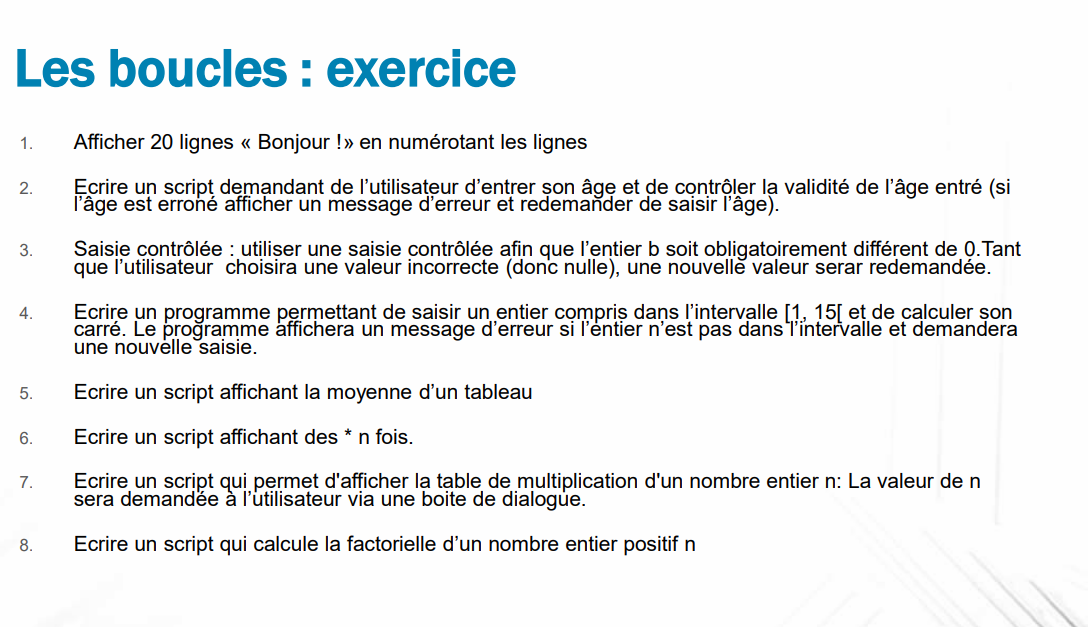 Les boucles : exercice
1. Afficher 20 lignes « Bonjour !» en numérotant les lignes
2. Ecrire un script demandant de l’utilisateur d’entrer son âge et de contrôler la validité de l’âge entré (si
l’âge est erroné afficher un message d’erreur et redemander de saisir l’âge).
3. Saisie contrôlée : utiliser une saisie contrôlée afin que l’entier b soit obligatoirement différent de 0.Tant
que l’utilisateur  choisira une valeur incorrecte (donc nulle), une nouvelle valeur serar redemandée.
4. Ecrire un programme permettant de saisir un entier compris dans l’intervalle [1, 15[ et de calculer son
carré. Le programme affichera un message d’erreur si l’entier n’est pas dans l’intervalle et demandera
une nouvelle saisie.
5. Ecrire un script affichant la moyenne d’un tableau
6. Ecrire un script affichant des * n fois.
7. Ecrire un script qui permet d'afficher la table de multiplication d'un nombre entier n: La valeur de n
sera demandée à l’utilisateur via une boite de dialogue.
8. Ecrire un script qui calcule la factorielle d’un nombre entier positif n